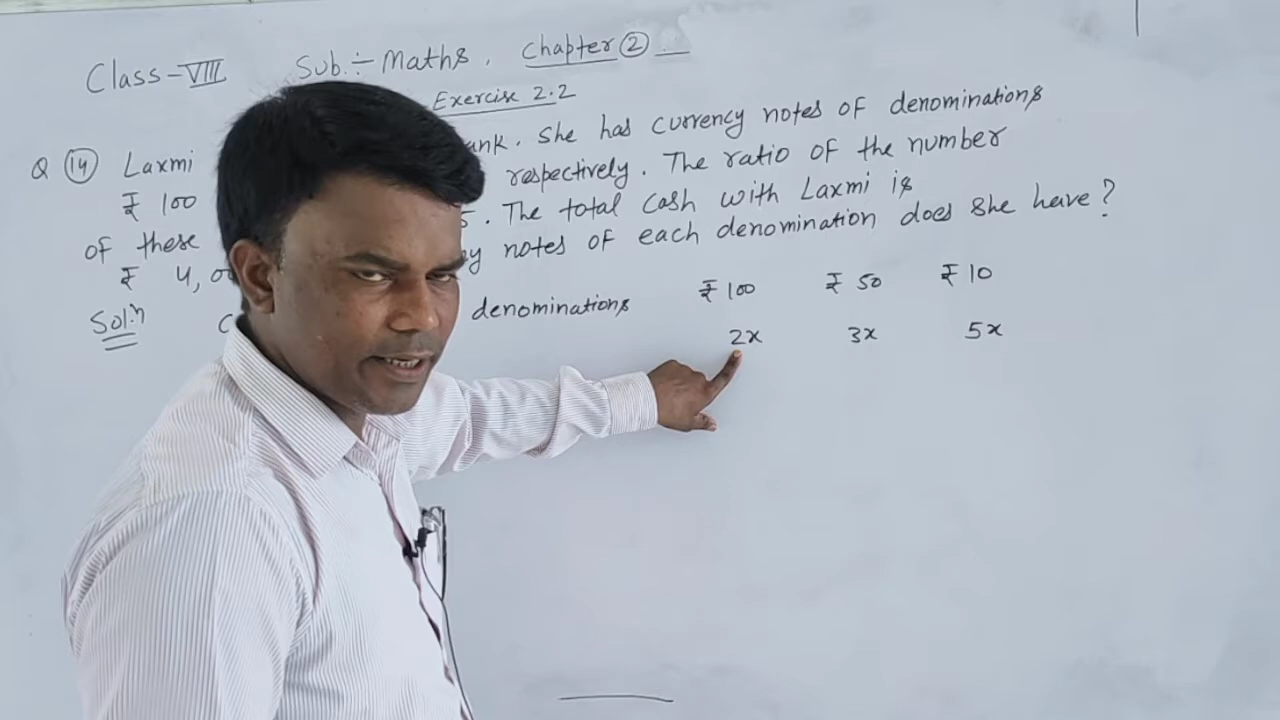 Class-VIII Sub.÷ Maths. Chapter ②
Exercise 2.2
Q ⑭ Laxmi ank. She has currency notes of denominations
₹ 100 respectively. The ratio of the number
of these 5. The total cash with Laxmi is
₹ 4,00 y notes of each denomination does she have?
Sol.n denominations ₹ 100 ₹ 50 ₹ 10
2x 3x 5x